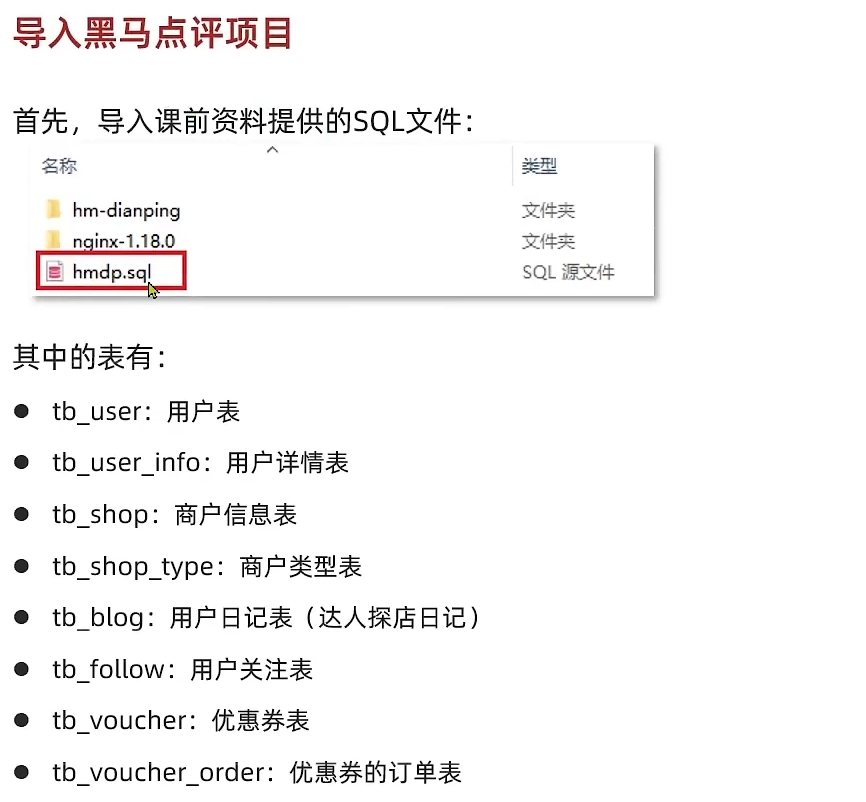 导入黑马点评项目
首先，导入课前资料提供的SQL文件：
名称 类型
hm-dianping 文件夹
nginx-1.18.0 文件夹
hmdp.sql SQL 源文件
其中的表有：
● tb_user：用户表
● tb_user_info：用户详情表
● tb_shop：商户信息表
● tb_shop_type：商户类型表
● tb_blog：用户日记表（达人探店日记）
● tb_follow：用户关注表
● tb_voucher：优惠券表
● tb_voucher_order：优惠券的订单表